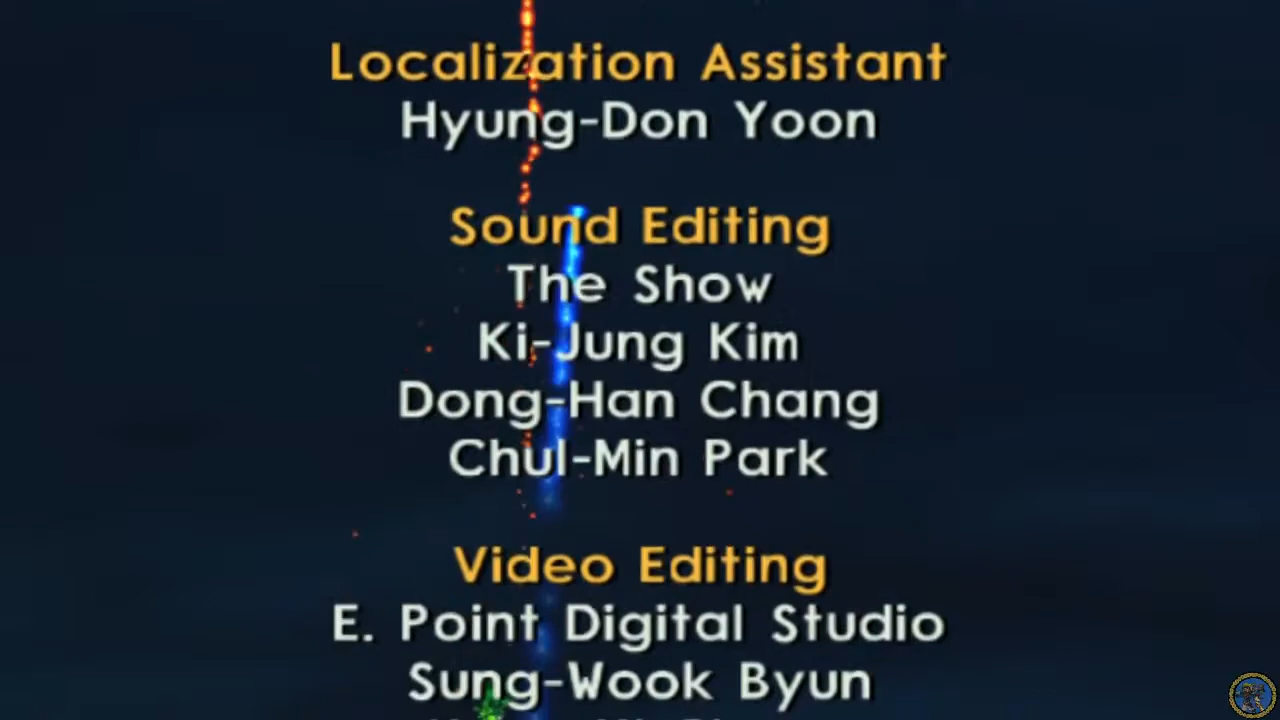 Localization Assistant
Hyung-Don Yoon
Sound Editing
The Show
Ki-Jung Kim
Dong-Han Chang
Chul-Min Park
Video Editing
E. Point Digital Studio
Sung-Wook Byun